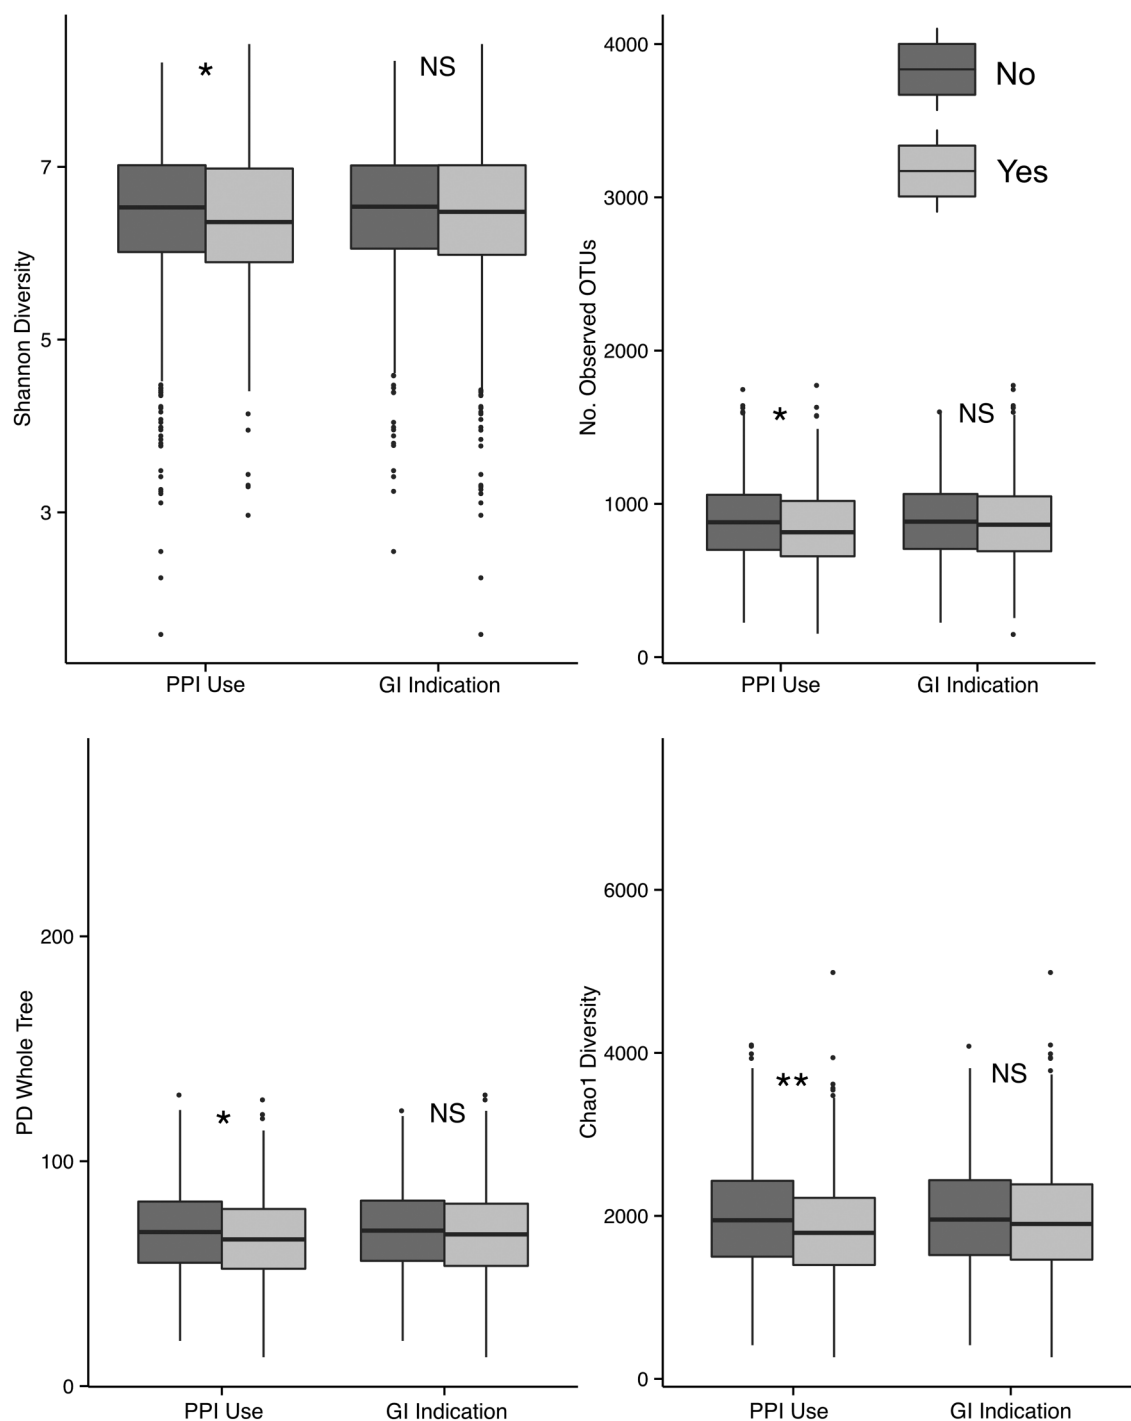 Shannon Diversity
7
5
3
*
NS
PPI Use
GI Indication
No. Observed OTUs
4000
3000
2000
1000
0
No
Yes
*
NS
PPI Use
GI Indication
PD Whole Tree
200
100
0
*
NS
PPI Use
GI Indication
Chao1 Diversity
6000
4000
2000
0
**
NS
PPI Use
GI Indication